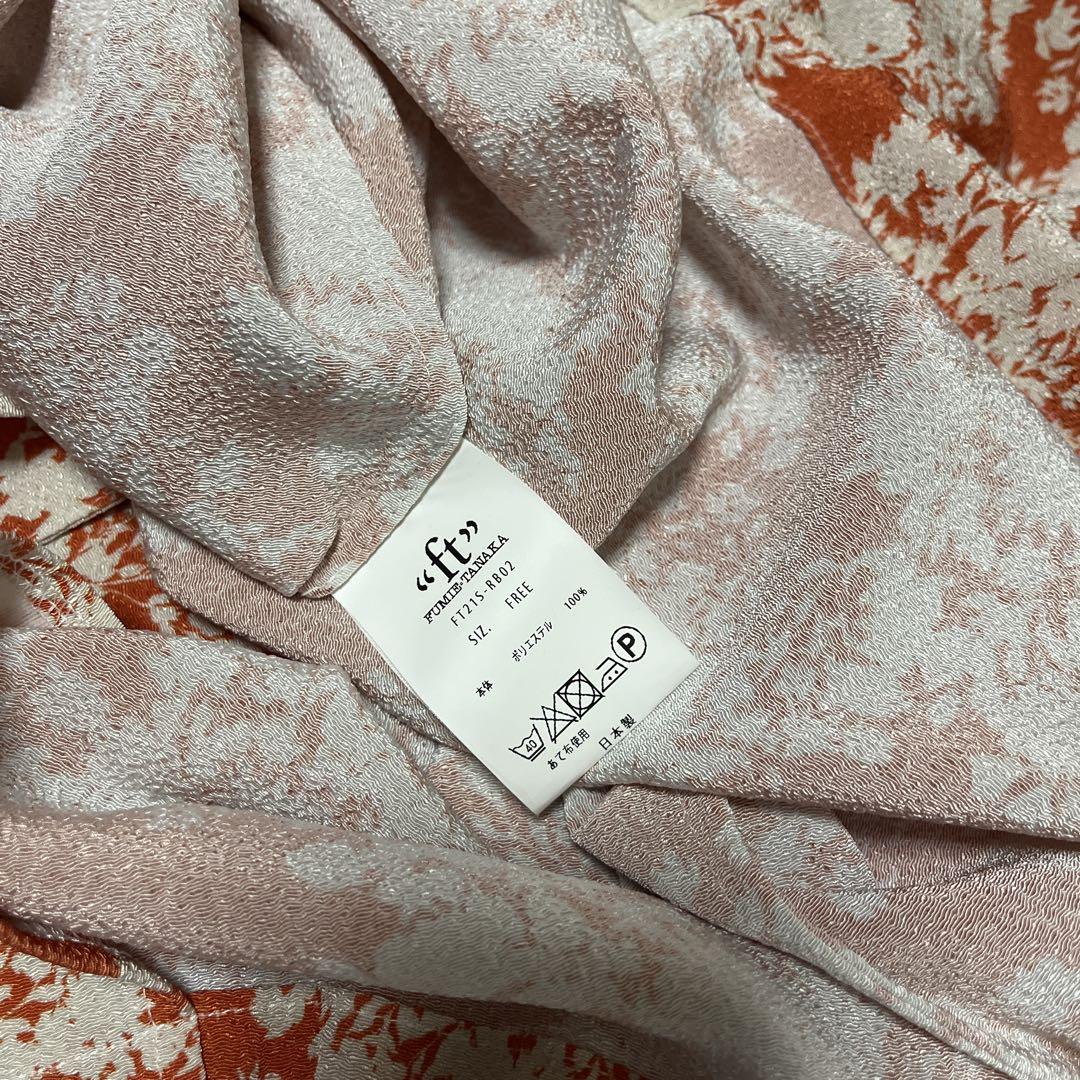 “ft”
FUMIE=TANAKA
FT21S-RB02
SIZ. FREE
本体 ポリエステル 100%
40 P
あて布使用 日本製